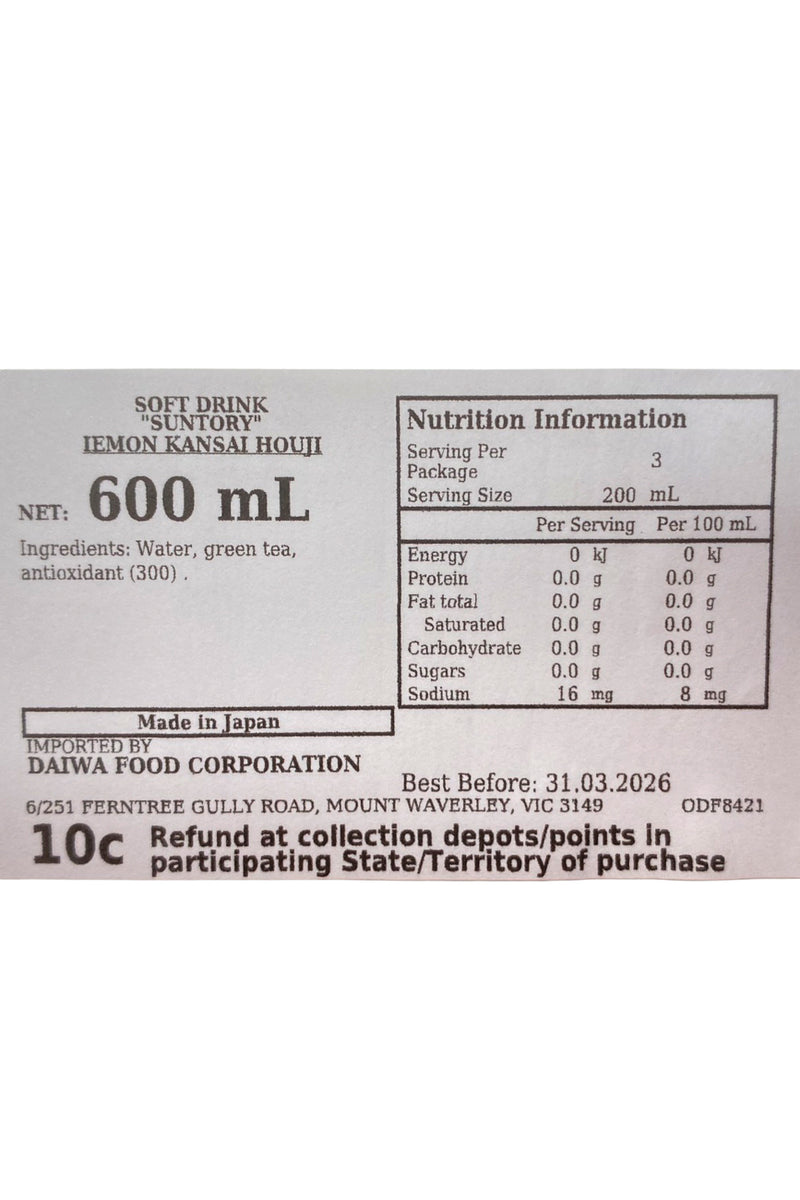 SOFT DRINK
"SUNTORY"
IEMON KANSAI HOUJI
NET: 600 mL
Ingredients: Water, green tea,
antioxidant (300) .
Nutrition Information
Serving Per
Package 3
Serving Size 200 mL
Per Serving Per 100 mL
Energy 0 kJ 0 kJ
Protein 0.0 g 0.0 g
Fat total 0.0 g 0.0 g
Saturated 0.0 g 0.0 g
Carbohydrate 0.0 g 0.0 g
Sugars 0.0 g 0.0 g
Sodium 16 mg 8 mg
Made in Japan
IMPORTED BY
DAIWA FOOD CORPORATION
Best Before: 31.03.2026
6/251 FERNTREE GULLY ROAD, MOUNT WAVERLEY, VIC 3149 ODF8421
10c Refund at collection depots/points in
participating State/Territory of purchase